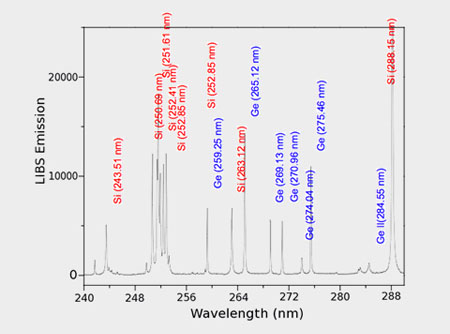 LIBS Emission
20000
10000
0
Si (243.51 nm)
Si (250.69 nm)
Si (251.61 nm)
Si (252.41 nm)
Si (252.85 nm)
Si (252.85 nm)
Ge (259.25 nm)
Si (263.12 nm)
Ge (265.12 nm)
Ge (269.13 nm)
Ge (270.96 nm)
Ge (274.04 nm)
Ge (275.46 nm)
Ge II(284.55 nm)
Si (288.15 nm)
240 248 256 264 272 280 288
Wavelength (nm)